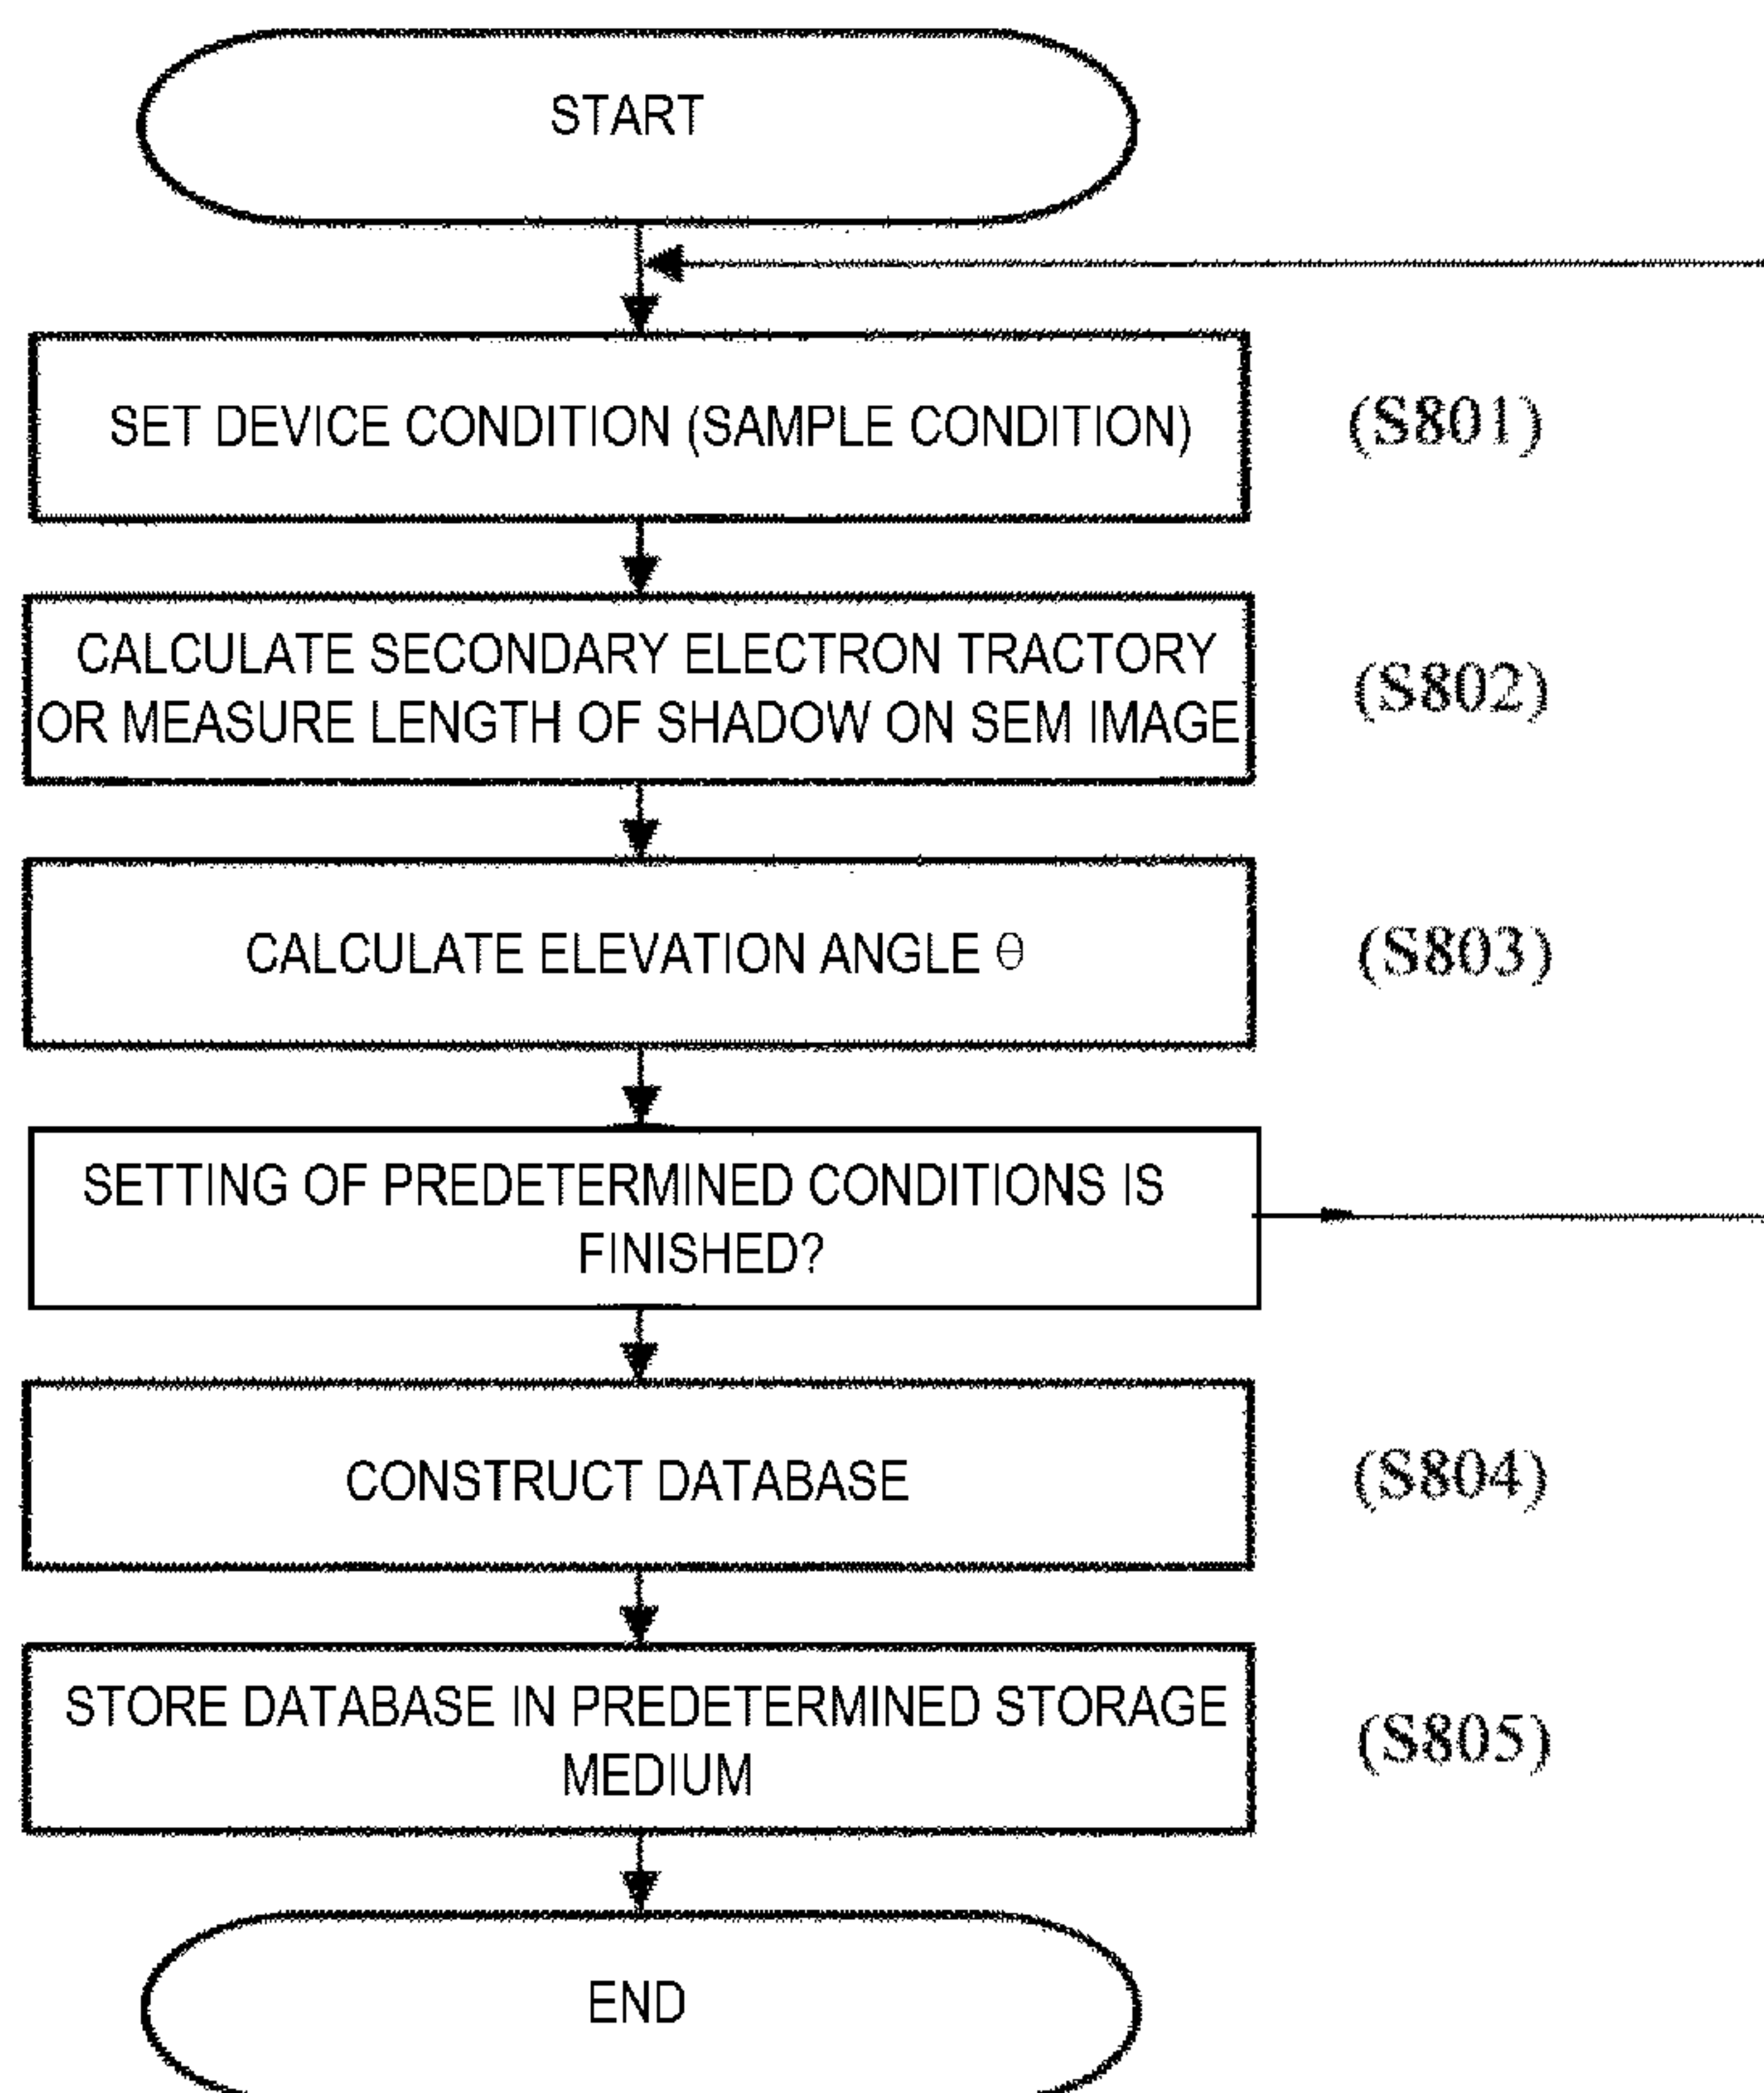 START
SET DEVICE CONDITION (SAMPLE CONDITION)
(S801)
CALCULATE SECONDARY ELECTRON TRACTORY
OR MEASURE LENGTH OF SHADOW ON SEM IMAGE
(S802)
CALCULATE ELEVATION ANGLE θ
(S803)
SETTING OF PREDETERMINED CONDITIONS IS
FINISHED?
CONSTRUCT DATABASE
(S804)
STORE DATABASE IN PREDETERMINED STORAGE
MEDIUM
(S805)
END